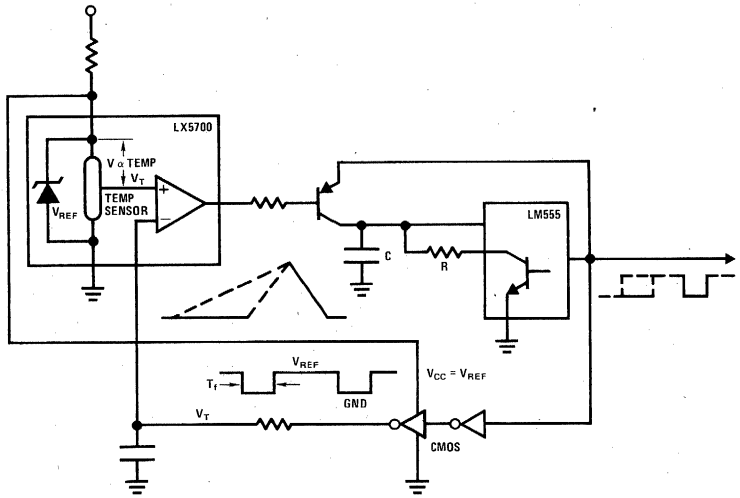 LX5700
V α TEMP
V_T
TEMP
SENSOR
V_REF
+
−
LM555
C
R
V_REF
T_f
GND
V_CC = V_REF
V_T
CMOS